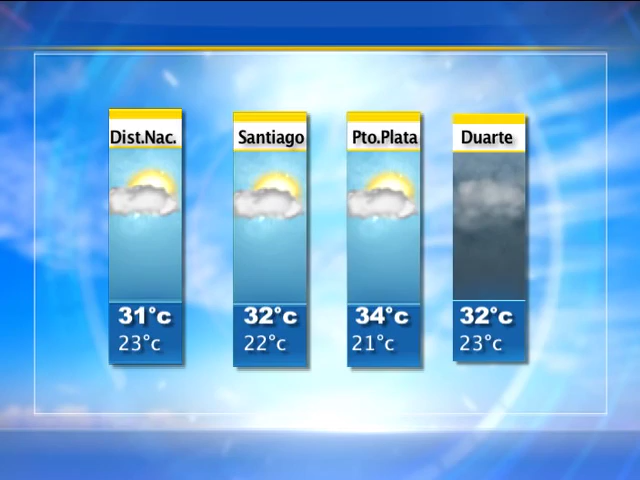 Dist.Nac.
31°c
23°c
Santiago
32°c
22°c
Pto.Plata
34°c
21°c
Duarte
32°c
23°c